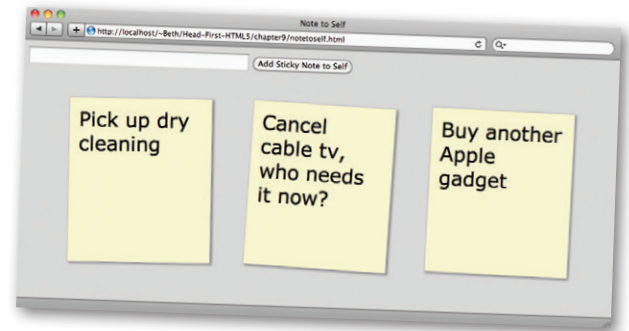 Note to Self
http://localhost/~Beth/Head-First-HTML5/chapter9/notetoself.html
Add Sticky Note to Self
Pick up dry
cleaning
Cancel
cable tv,
who needs
it now?
Buy another
Apple
gadget